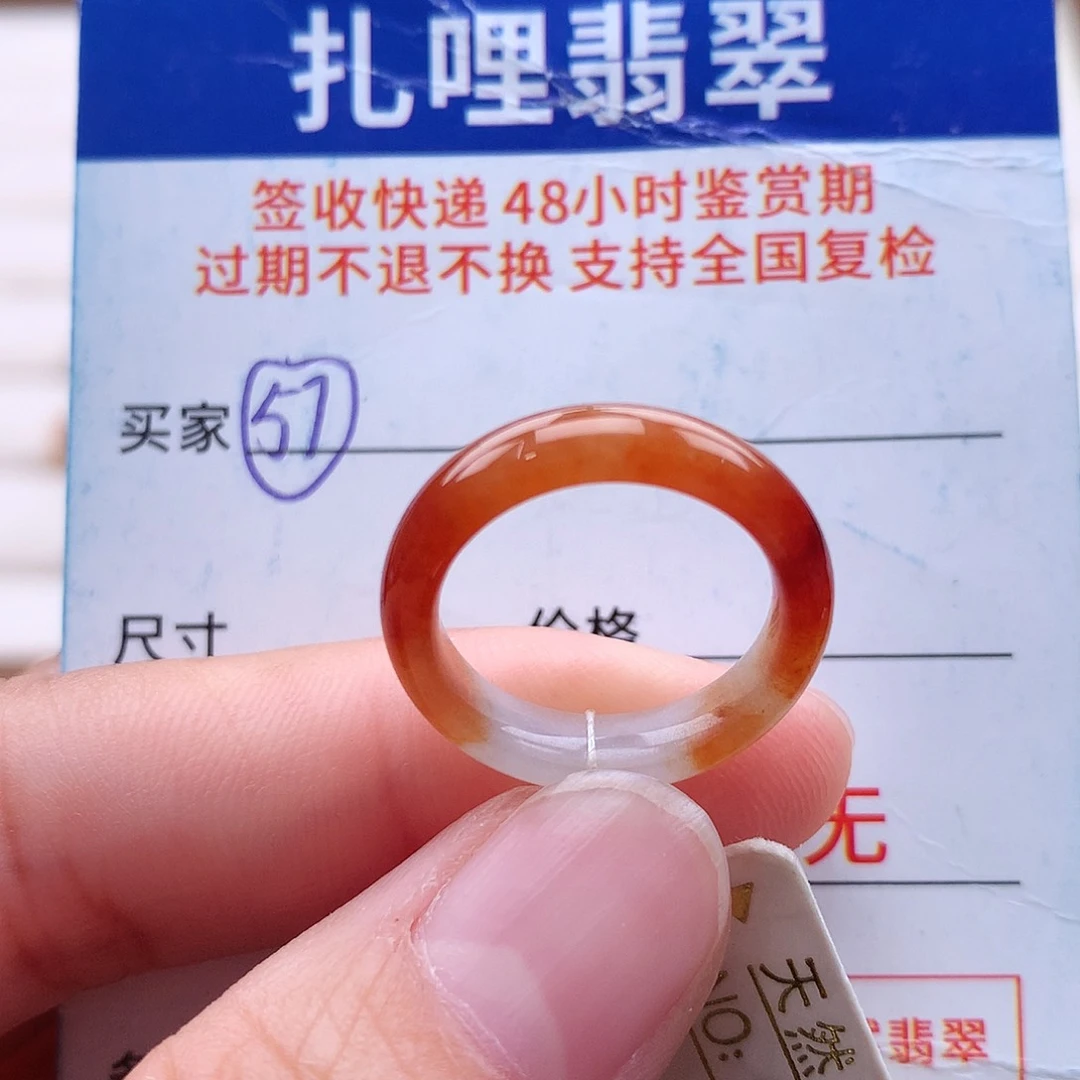 扎哩翡翠
签收快递 48小时鉴赏期
过期不退不换 支持全国复检
买家 57
尺寸 价格
无
翡翠
天然
NO: